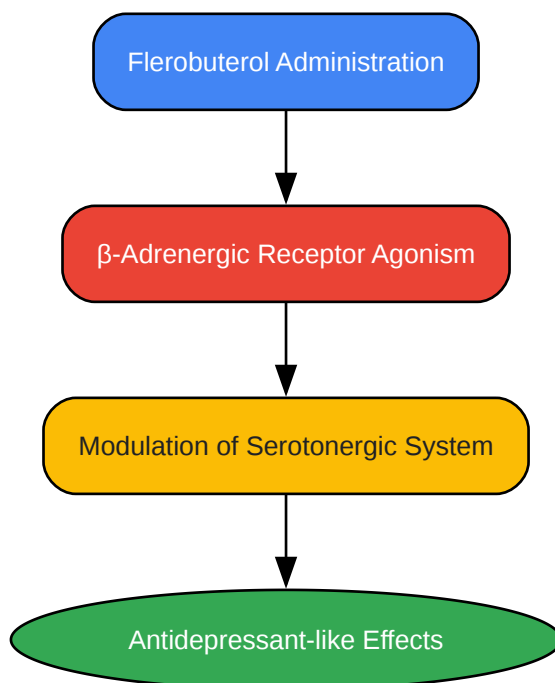 Flerobuterol Administration
β-Adrenergic Receptor Agonism
Modulation of Serotonergic System
Antidepressant-like Effects